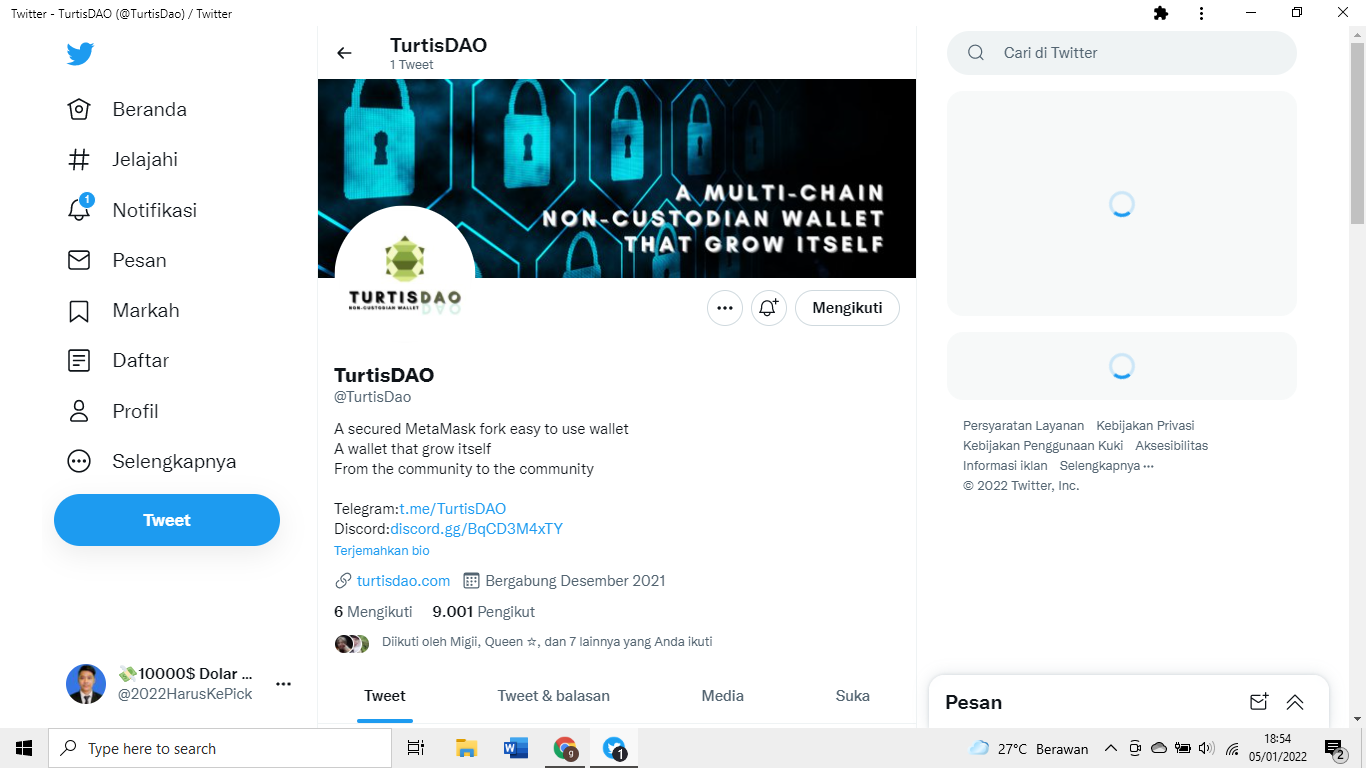 Twitter - TurtisDAO (@TurtisDao) / Twitter
TurtisDAO
1 Tweet
Cari di Twitter
Beranda
Jelajahi
1
Notifikasi
Pesan
Markah
Daftar
Profil
Selengkapnya
Tweet
A MULTI-CHAIN
NON-CUSTODIAN WALLET
THAT GROW ITSELF
TURTISDAO
NON-CUSTODIAN WALLET
Mengikuti
TurtisDAO
@TurtisDao
A secured MetaMask fork easy to use wallet
A wallet that grow itself
From the community to the community
Telegram:t.me/TurtisDAO
Discord:discord.gg/BqCD3M4xTY
Terjemahkan bio
turtisdao.com Bergabung Desember 2021
6 Mengikuti 9.001 Pengikut
Diikuti oleh Migii, Queen ☆, dan 7 lainnya yang Anda ikuti
Tweet Tweet & balasan Media Suka
Persyaratan Layanan Kebijakan Privasi
Kebijakan Penggunaan Kuki Aksesibilitas
Informasi iklan Selengkapnya ···
© 2022 Twitter, Inc.
💸10000$ Dolar ...
@2022HarusKePick
Pesan
Type here to search
W
g
1
27°C Berawan
18:54
05/01/2022
2